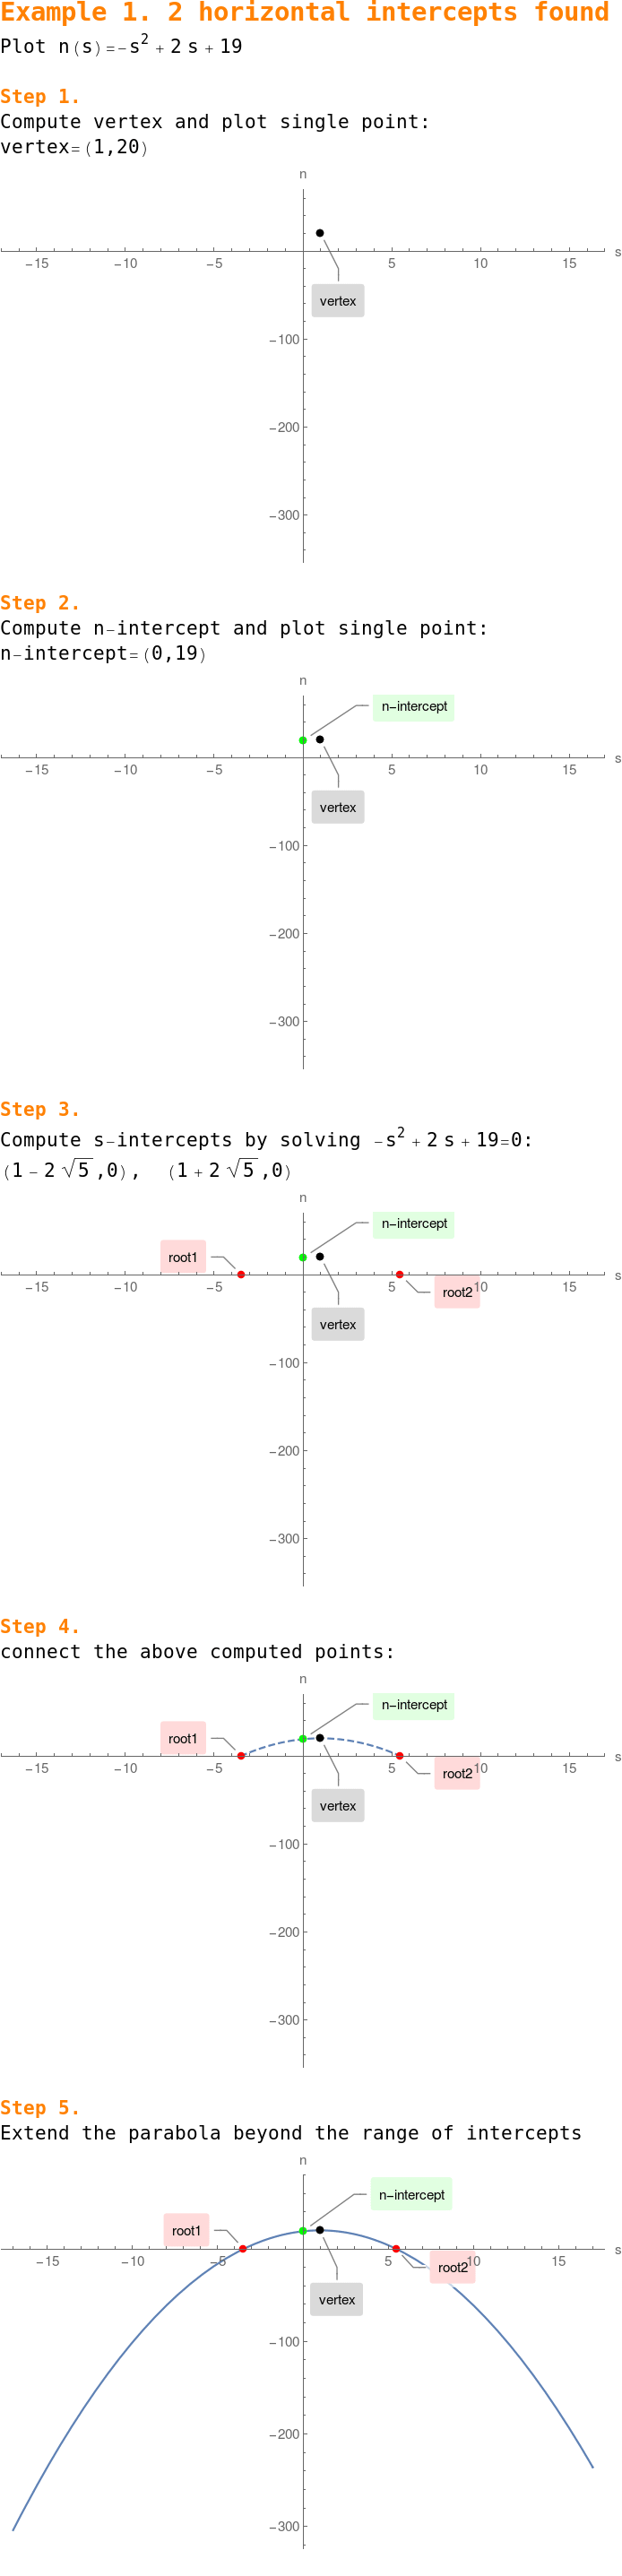 Example 1. 2 horizontal intercepts found
Plot n(s)=-s² + 2 s + 19
Step 1.
Compute vertex and plot single point:
vertex=(1,20)
n
s
-15 -10 -5 5 10 15
vertex
-100
-200
-300
Step 2.
Compute n-intercept and plot single point:
n-intercept=(0,19)
n
n-intercept
s
-15 -10 -5 5 10 15
vertex
-100
-200
-300
Step 3.
Compute s-intercepts by solving -s² + 2 s + 19=0:
(1 - 2 √5 ,0), (1 + 2 √5 ,0)
n
n-intercept
root1
s
-15 -10 -5 5 10 15
root2
vertex
-100
-200
-300
Step 4.
connect the above computed points:
n
n-intercept
root1
s
-15 -10 -5 5 10 15
root2
vertex
-100
-200
-300
Step 5.
Extend the parabola beyond the range of intercepts
n
n-intercept
root1
s
-15 -10 -5 5 10 15
root2
vertex
-100
-200
-300